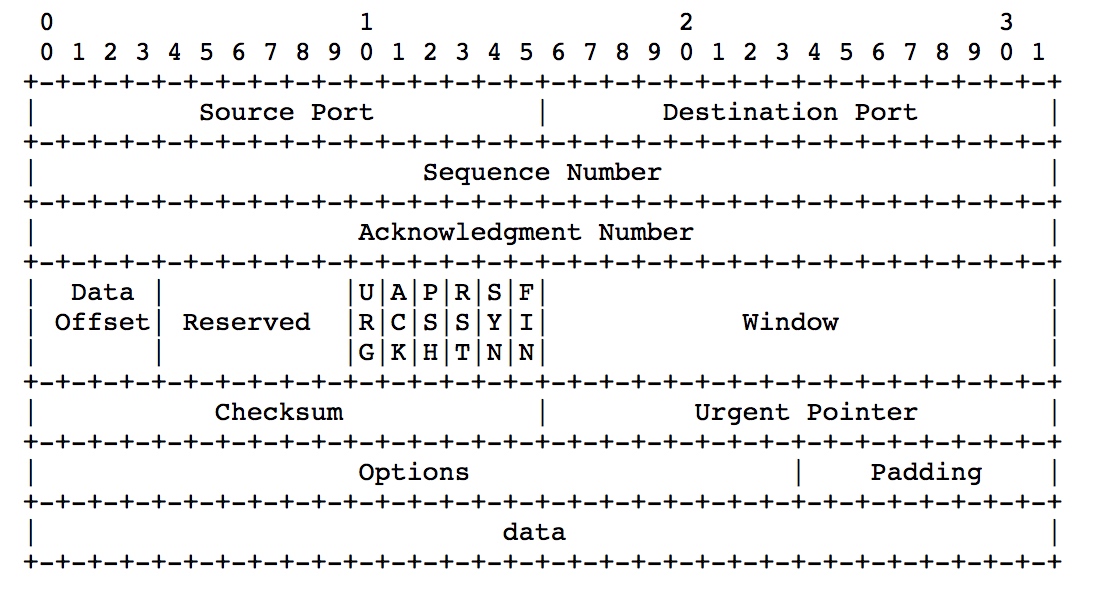 0                   1                   2                   3
 0 1 2 3 4 5 6 7 8 9 0 1 2 3 4 5 6 7 8 9 0 1 2 3 4 5 6 7 8 9 0 1
+-+-+-+-+-+-+-+-+-+-+-+-+-+-+-+-+-+-+-+-+-+-+-+-+-+-+-+-+-+-+-+-+
|          Source Port          |       Destination Port        |
+-+-+-+-+-+-+-+-+-+-+-+-+-+-+-+-+-+-+-+-+-+-+-+-+-+-+-+-+-+-+-+-+
|                        Sequence Number                        |
+-+-+-+-+-+-+-+-+-+-+-+-+-+-+-+-+-+-+-+-+-+-+-+-+-+-+-+-+-+-+-+-+
|                    Acknowledgment Number                      |
+-+-+-+-+-+-+-+-+-+-+-+-+-+-+-+-+-+-+-+-+-+-+-+-+-+-+-+-+-+-+-+-+
|  Data |           |U|A|P|R|S|F|                               |
| Offset| Reserved  |R|C|S|S|Y|I|            Window             |
|       |           |G|K|H|T|N|N|                               |
+-+-+-+-+-+-+-+-+-+-+-+-+-+-+-+-+-+-+-+-+-+-+-+-+-+-+-+-+-+-+-+-+
|           Checksum            |         Urgent Pointer        |
+-+-+-+-+-+-+-+-+-+-+-+-+-+-+-+-+-+-+-+-+-+-+-+-+-+-+-+-+-+-+-+-+
|                    Options                    |    Padding    |
+-+-+-+-+-+-+-+-+-+-+-+-+-+-+-+-+-+-+-+-+-+-+-+-+-+-+-+-+-+-+-+-+
|                             data                              |
+-+-+-+-+-+-+-+-+-+-+-+-+-+-+-+-+-+-+-+-+-+-+-+-+-+-+-+-+-+-+-+-+